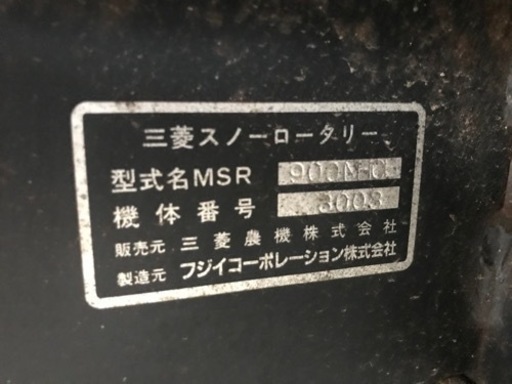 三菱スノーロータリー
型式名MSR
機体番号 3003
販売元 三菱農機株式会社
製造元 フジイコーポレーション株式会社